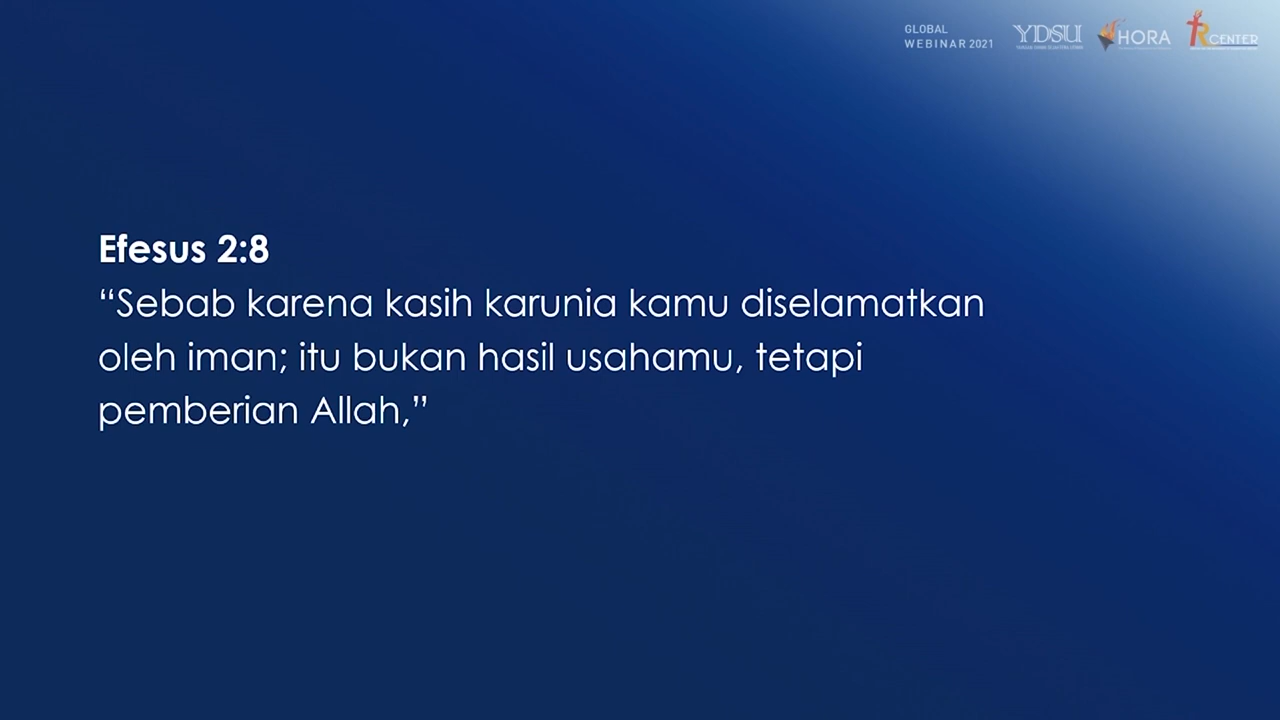 GLOBAL
WEBINAR 2021
YDSU
HORA
RCENTER
Efesus 2:8
“Sebab karena kasih karunia kamu diselamatkan
oleh iman; itu bukan hasil usahamu, tetapi
pemberian Allah,”